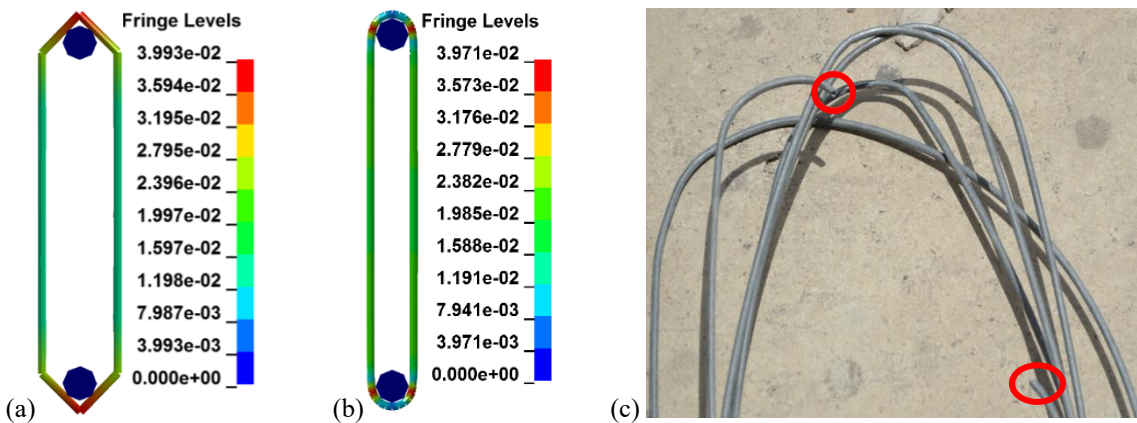 Fringe Levels
3.993e-02
3.594e-02
3.195e-02
2.795e-02
2.396e-02
1.997e-02
1.597e-02
1.198e-02
7.987e-03
3.993e-03
0.000e+00
(a)
Fringe Levels
3.971e-02
3.573e-02
3.176e-02
2.779e-02
2.382e-02
1.985e-02
1.588e-02
1.191e-02
7.941e-03
3.971e-03
0.000e+00
(b)
(c)